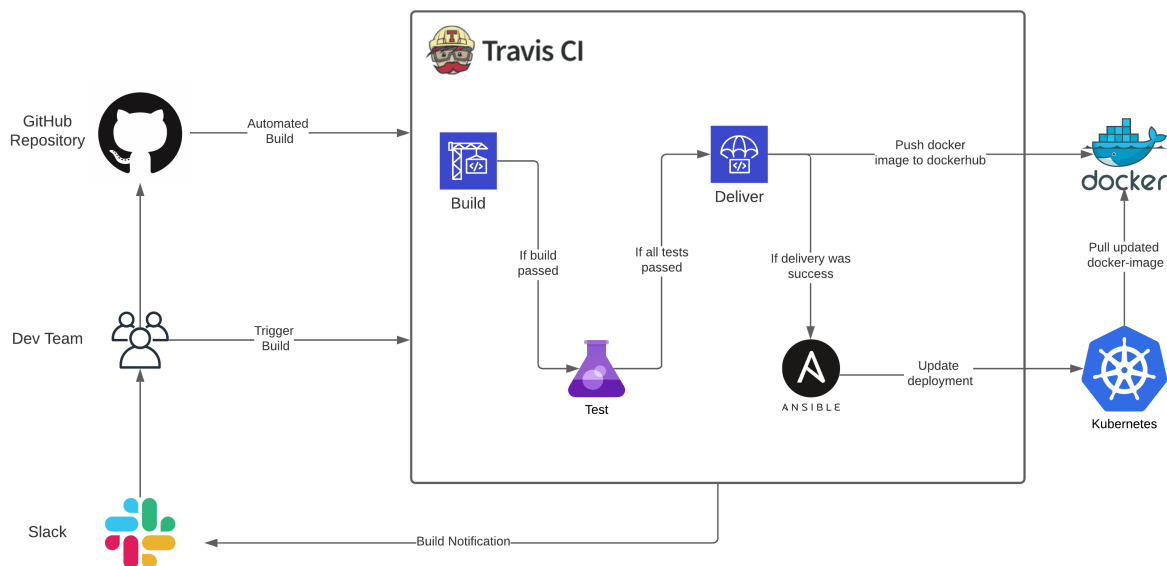 Travis CI
GitHub
Repository
Automated
Build
Build
Deliver
Push docker
image to dockerhub
docker
If build
passed
If all tests
passed
If delivery was
success
Pull updated
docker-image
Dev Team
Trigger
Build
Test
ANSIBLE
Update
deployment
Kubernetes
Slack
Build Notification